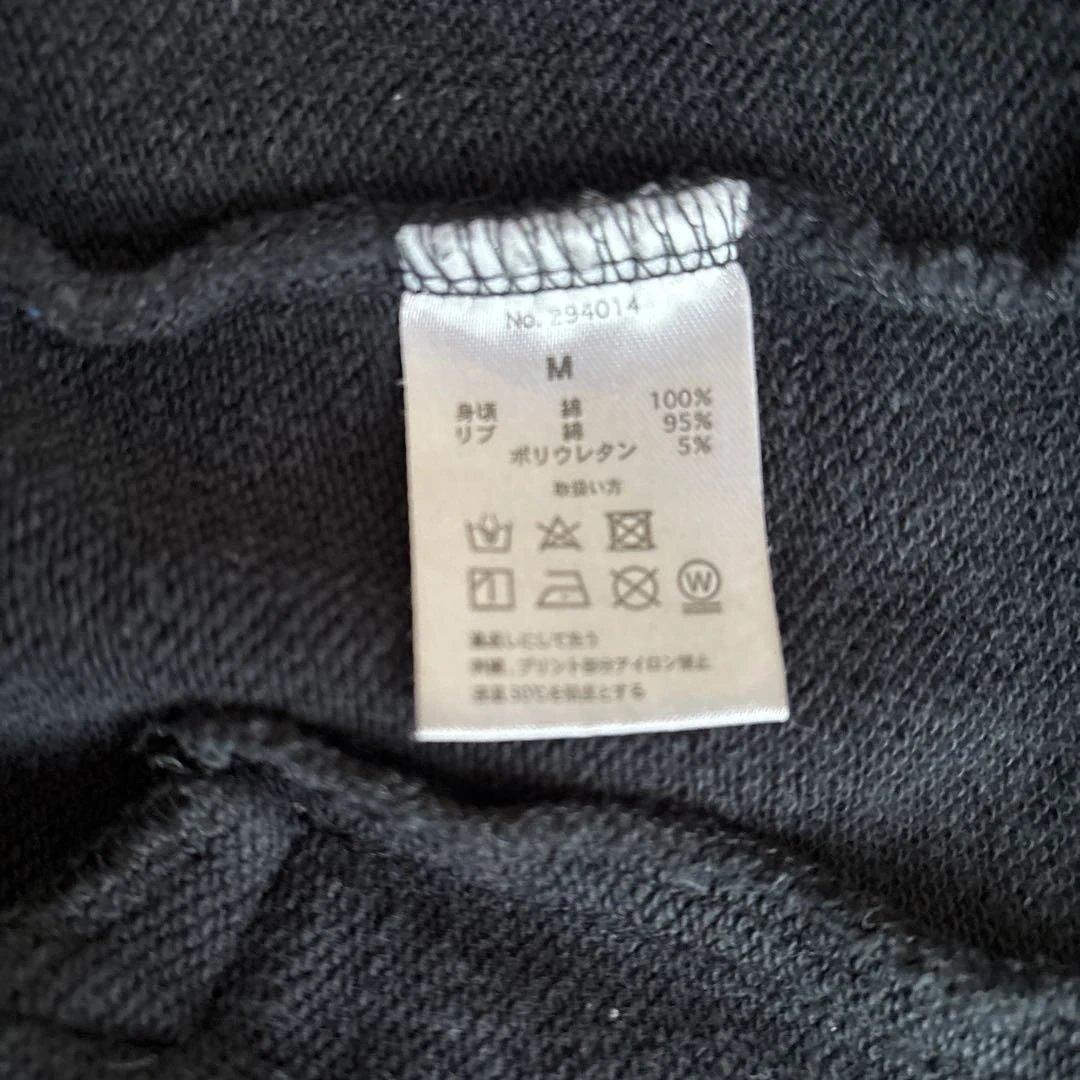 No. 294014
M
身頃 綿 100%
リブ 綿 95%
ポリウレタン 5%
取扱い方
W
裏返しにして洗う
刺繍、プリント部分アイロン禁止
液温30℃を限度とする